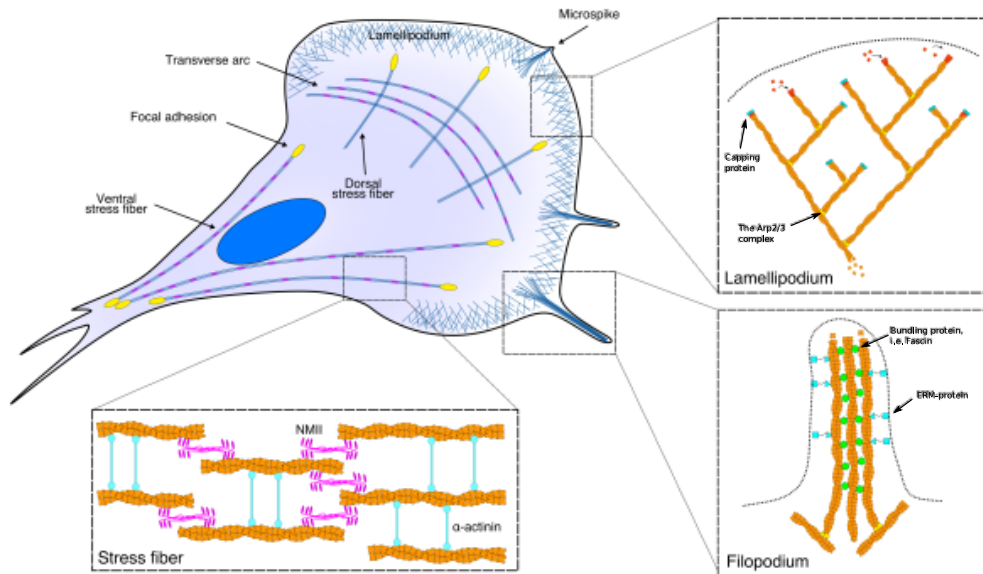 Microspike
Lamellipodium
Transverse arc
Focal adhesion
Dorsal
stress fiber
Ventral
stress fiber
Capping
protein
The Arp2/3
complex
Lamellipodium
Bundling protein,
i.e, Fascin
ERM-protein
Filopodium
NMII
α-actinin
Stress fiber